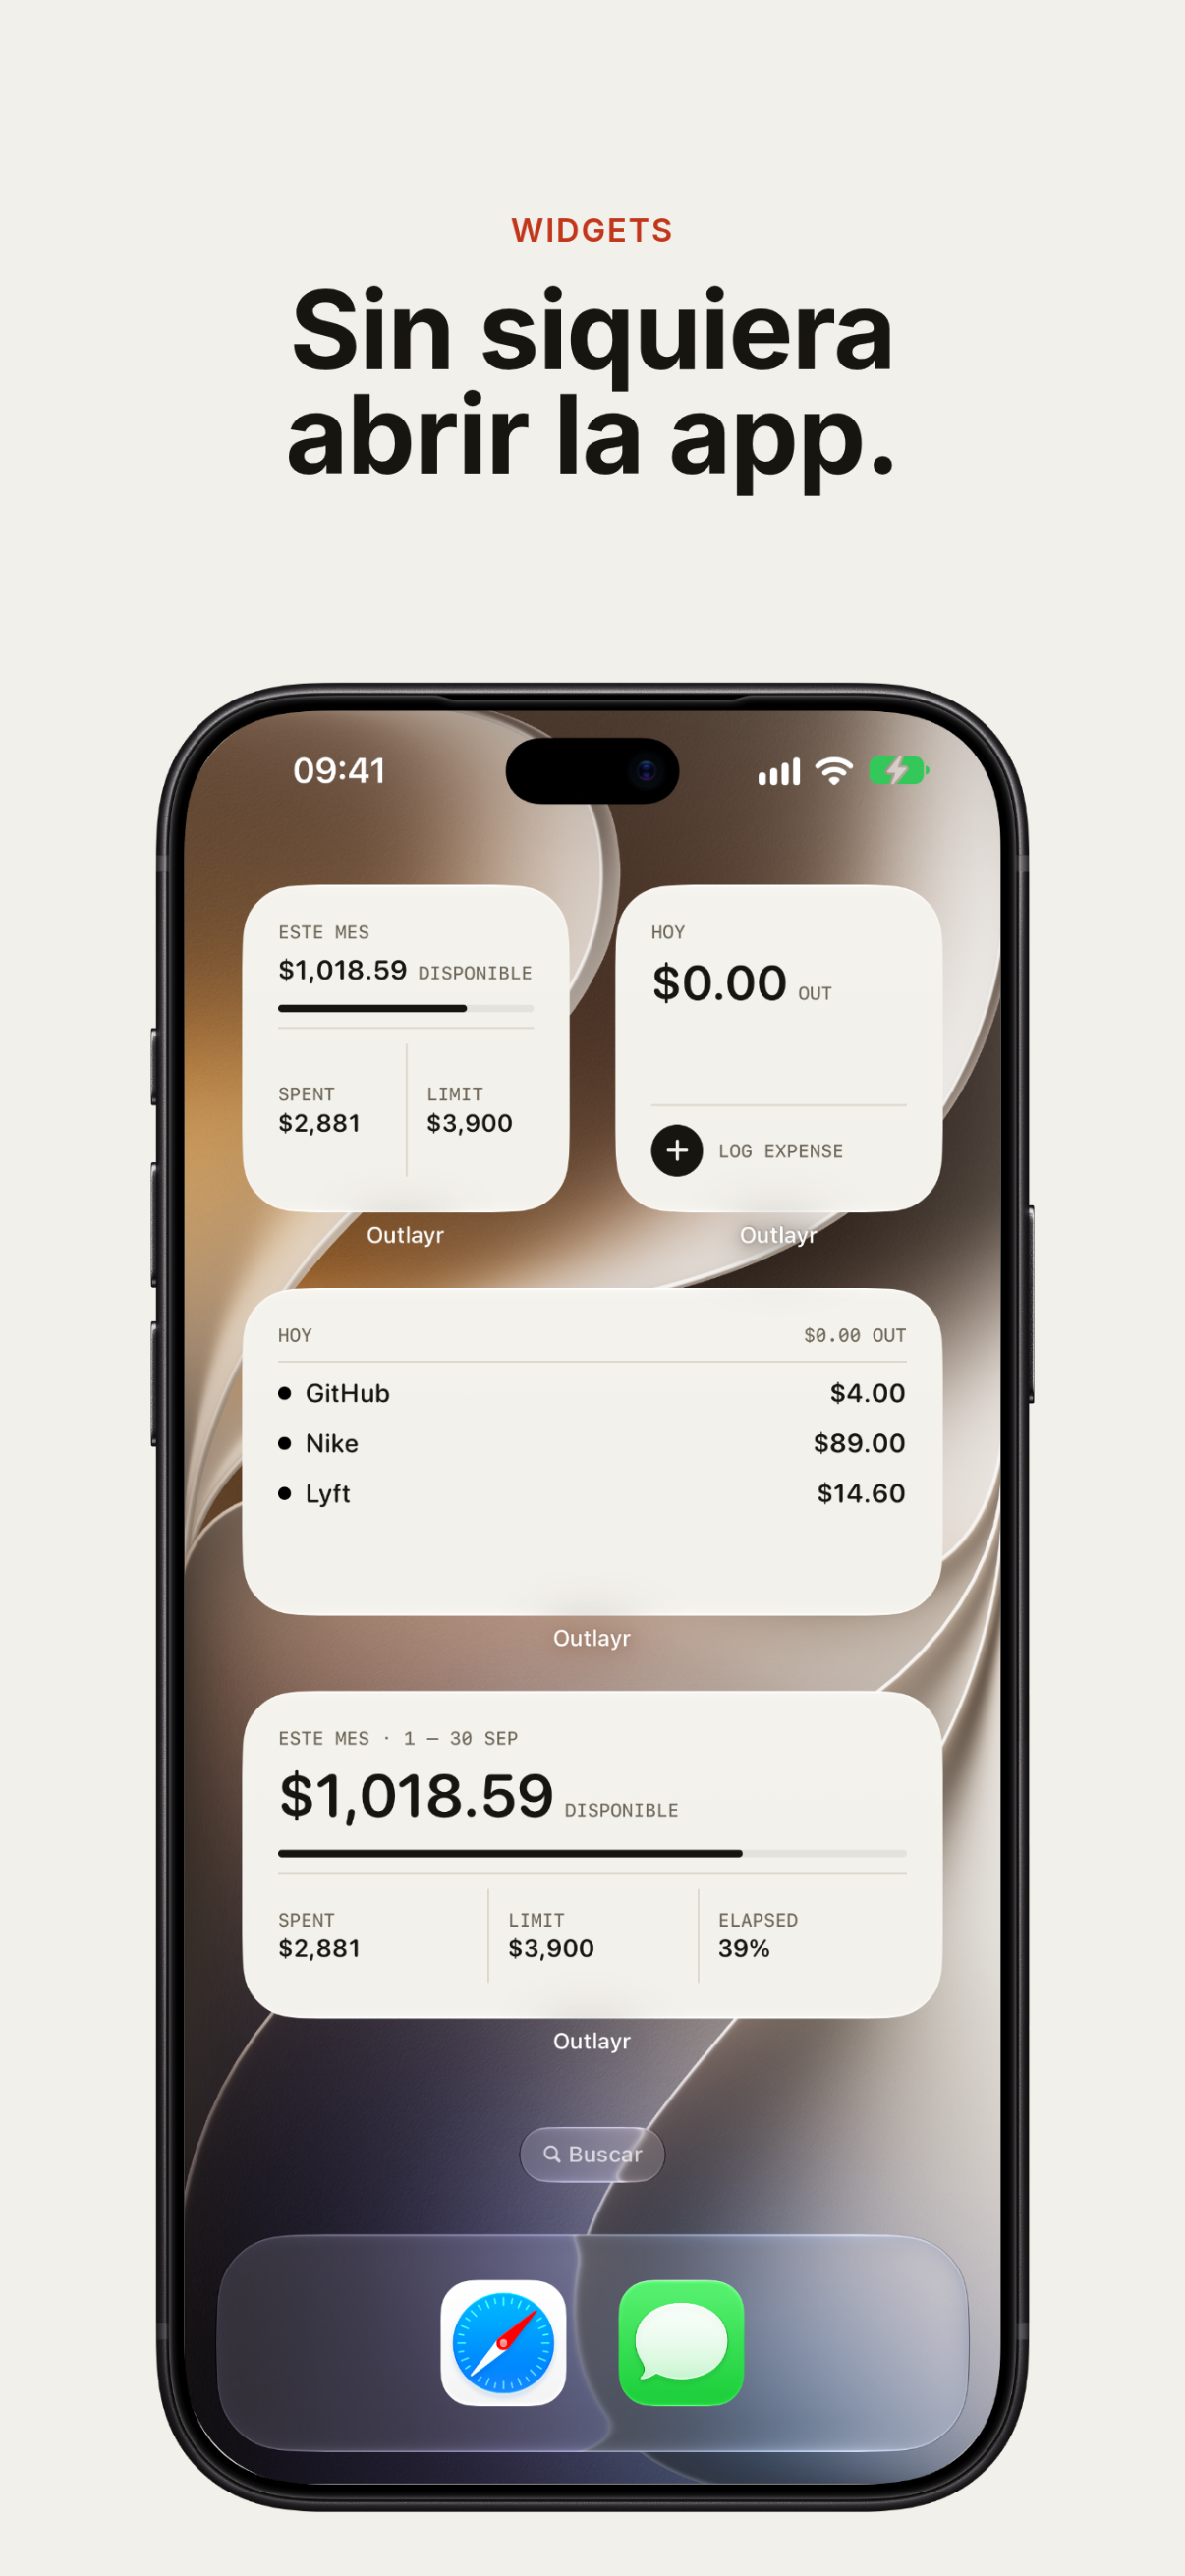 WIDGETS
Sin siquiera
abrir la app.
09:41
ESTE MES
$1,018.59 DISPONIBLE
SPENT
$2,881
LIMIT
$3,900
Outlayr
HOY
$0.00 OUT
LOG EXPENSE
Outlayr
HOY $0.00 OUT
GitHub $4.00
Nike $89.00
Lyft $14.60
Outlayr
ESTE MES · 1 — 30 SEP
$1,018.59 DISPONIBLE
SPENT
$2,881
LIMIT
$3,900
ELAPSED
39%
Outlayr
Buscar